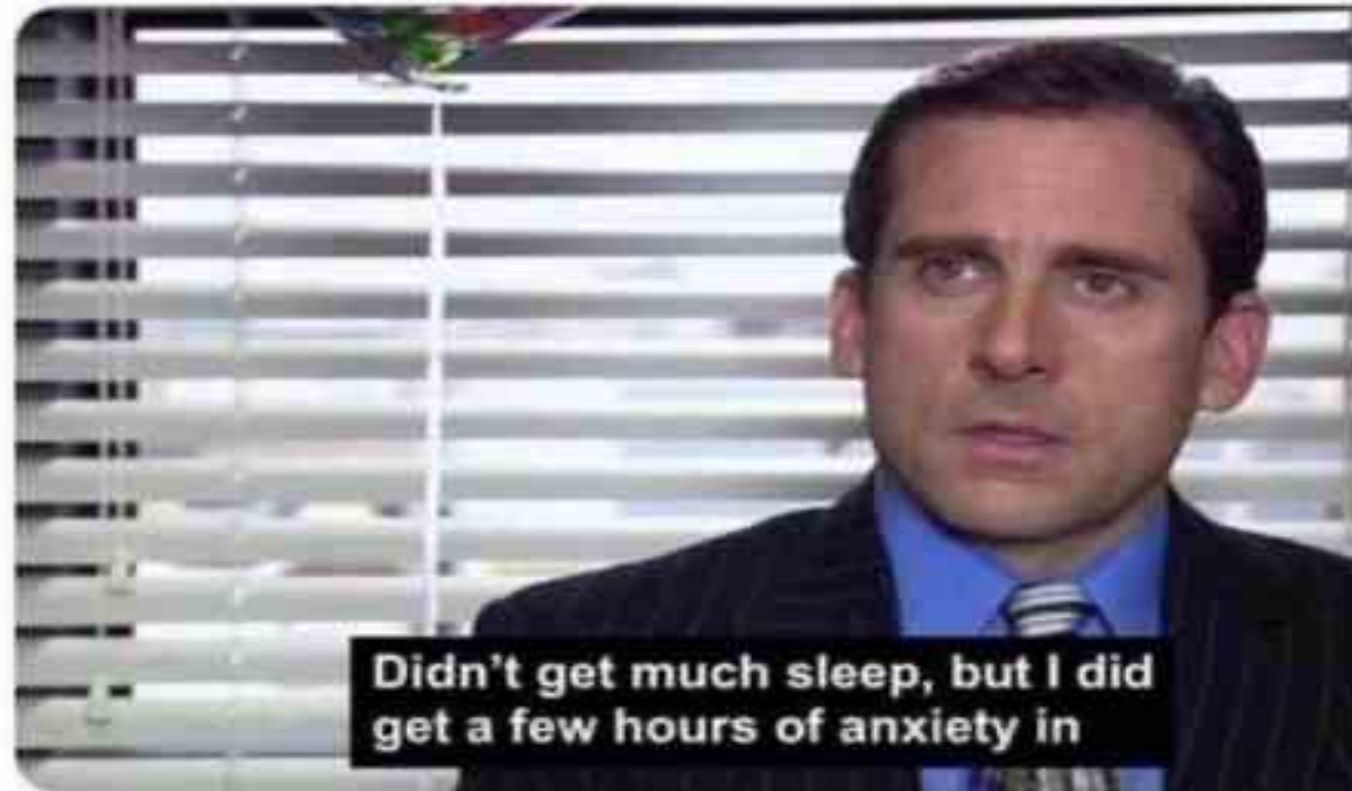 Didn't get much sleep, but I did
get a few hours of anxiety in